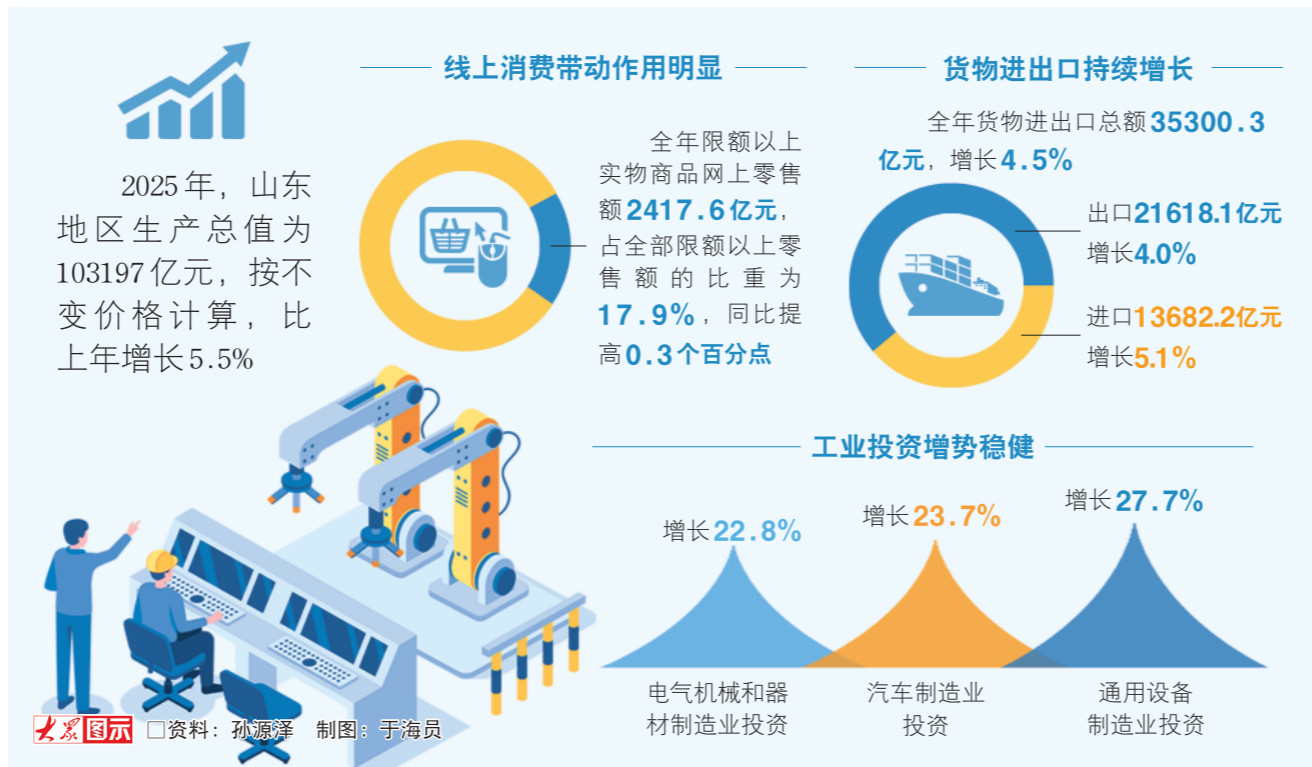 2025年，山东
地区生产总值为
103197亿元，按不
变价格计算，比
上年增长5.5%
线上消费带动作用明显
全年限额以上
实物商品网上零售
额2417.6亿元，
占全部限额以上零
售额的比重为
17.9%，同比提
高0.3个百分点
货物进出口持续增长
全年货物进出口总额35300.3
亿元，增长4.5%
出口21618.1亿元
增长4.0%
进口13682.2亿元
增长5.1%
工业投资增势稳健
增长22.8%
电气机械和器
材制造业投资
增长23.7%
汽车制造业
投资
增长27.7%
通用设备
制造业投资
大众图示 □资料：孙源泽 制图：于海员